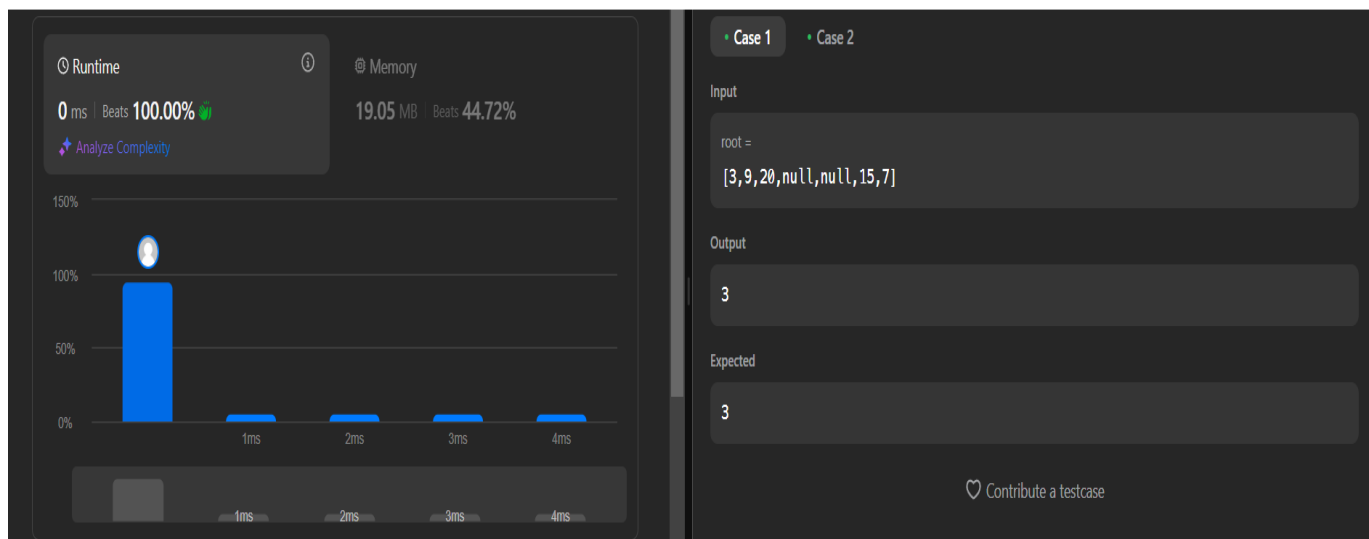 Runtime
Memory
0 ms | Beats 100.00%
19.05 MB | Beats 44.72%
Analyze Complexity
150%
100%
50%
0%
1ms 2ms 3ms 4ms
1ms 2ms 3ms 4ms
Case 1
Case 2
Input
root =
[3,9,20,null,null,15,7]
Output
3
Expected
3
Contribute a testcase